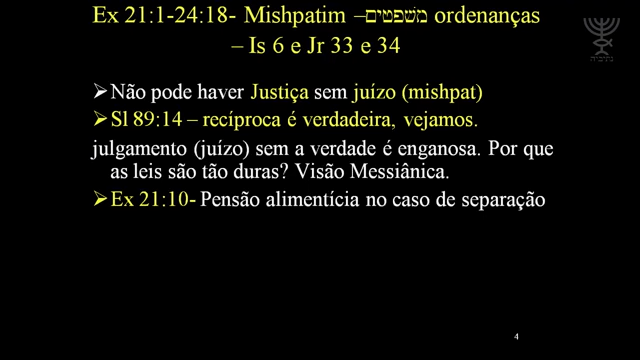 Ex 21:1-24:18- Mishpatim –משפטים ordenanças
– Is 6 e Jr 33 e 34
➢Não pode haver Justiça sem juízo (mishpat)
➢Sl 89:14 – recíproca é verdadeira, vejamos.
julgamento (juízo) sem a verdade é enganosa. Por que
as leis são tão duras? Visão Messiânica.
➢Ex 21:10- Pensão alimentícia no caso de separação
4